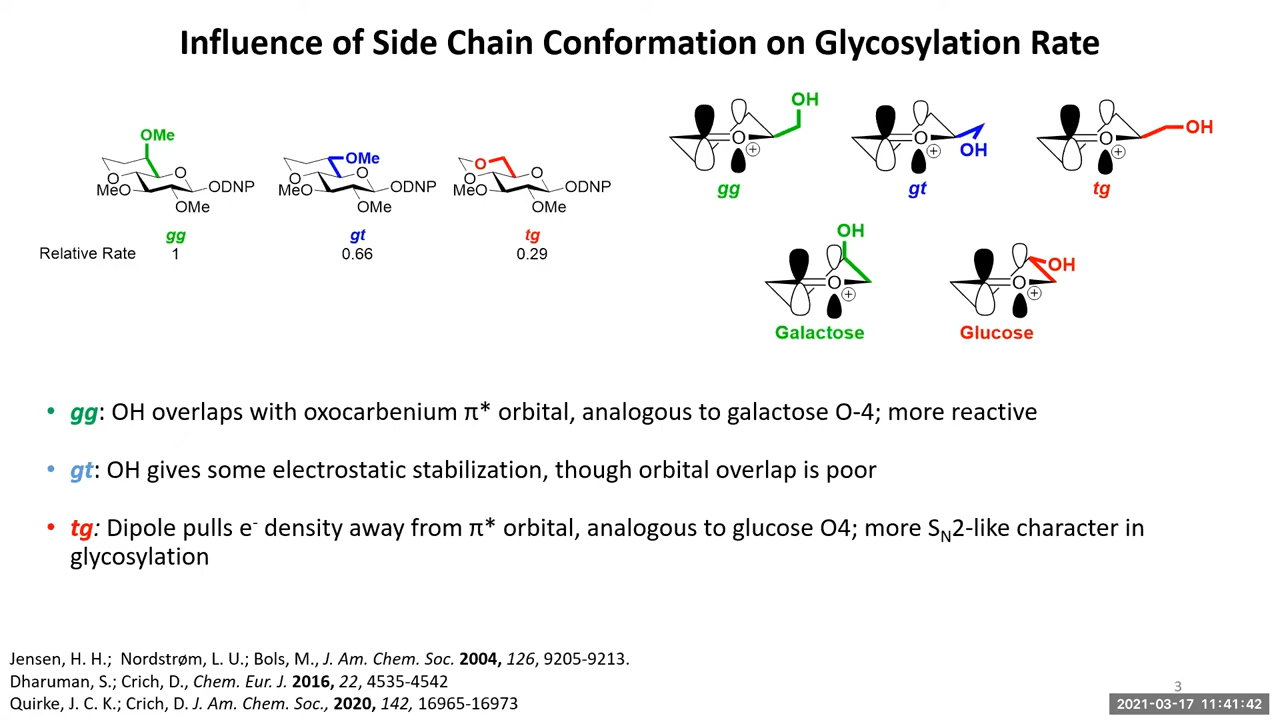 Influence of Side Chain Conformation on Glycosylation Rate
OMe
O
O
MeO
ODNP
OMe
gg
OMe
O
O
MeO
ODNP
OMe
gt
O
O
O
MeO
ODNP
OMe
tg
Relative Rate 1 0.66 0.29
OH
O
+
gg
O
+
OH
gt
O
+
OH
tg
OH
O
+
Galactose
OH
O
+
Glucose
• gg: OH overlaps with oxocarbenium π* orbital, analogous to galactose O-4; more reactive
• gt: OH gives some electrostatic stabilization, though orbital overlap is poor
• tg: Dipole pulls e- density away from π* orbital, analogous to glucose O4; more SN2-like character in
glycosylation
Jensen, H. H.; Nordstrøm, L. U.; Bols, M., J. Am. Chem. Soc. 2004, 126, 9205-9213.
Dharuman, S.; Crich, D., Chem. Eur. J. 2016, 22, 4535-4542
Quirke, J. C. K.; Crich, D. J. Am. Chem. Soc., 2020, 142, 16965-16973
3
2021-03-17 11:41:42